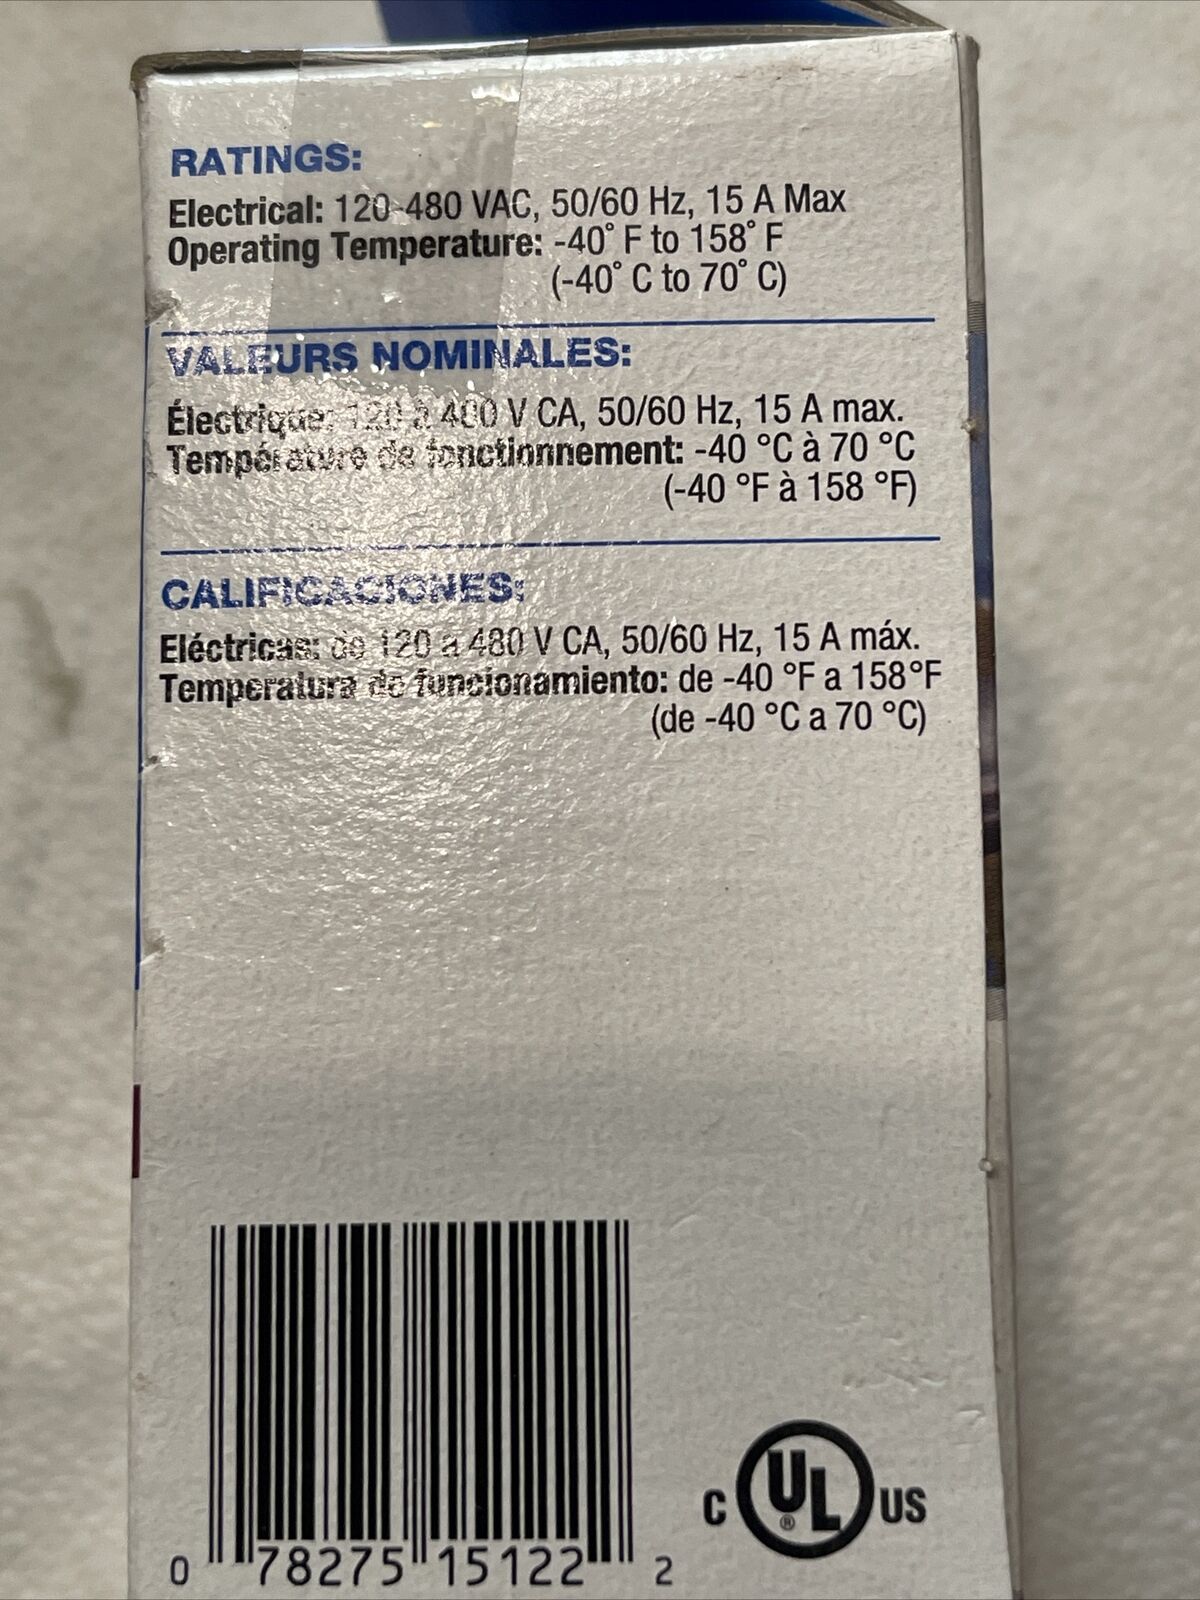 RATINGS:
Electrical: 120-480 VAC, 50/60 Hz, 15 A Max
Operating Temperature: -40° F to 158° F
(-40° C to 70° C)
VALEURS NOMINALES:
Électrique: 120 à 480 V CA, 50/60 Hz, 15 A max.
Température de fonctionnement: -40 °C à 70 °C
(-40 °F à 158 °F)
CALIFICACIONES:
Eléctricas: de 120 a 480 V CA, 50/60 Hz, 15 A máx.
Temperatura de funcionamiento: de -40 °F a 158°F
(de -40 °C a 70 °C)
C UL® US
0 78275 15122 2